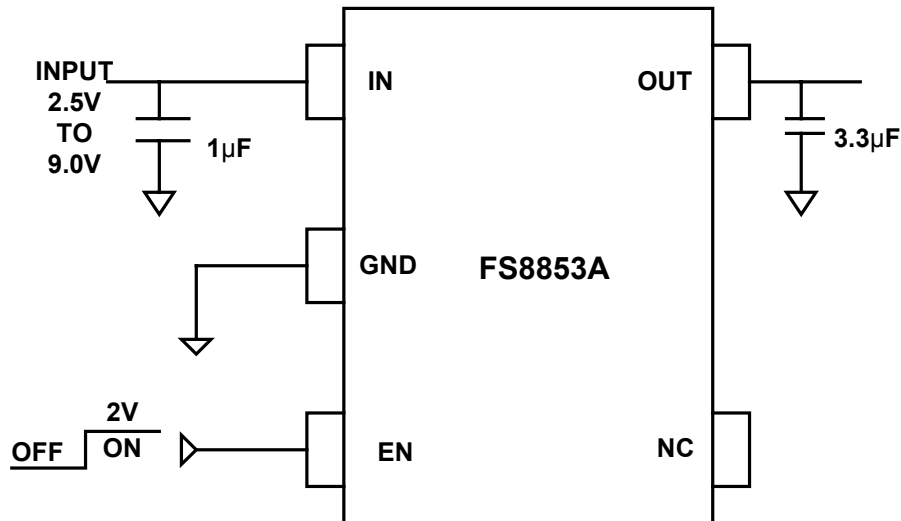 INPUT
2.5V
TO
9.0V
1µF
IN
OUT
3.3µF
GND
FS8853A
2V
OFF
ON
EN
NC